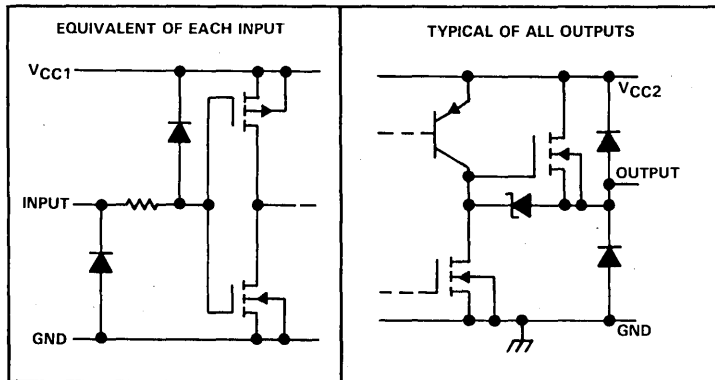 EQUIVALENT OF EACH INPUT
VCC1
INPUT
GND
TYPICAL OF ALL OUTPUTS
VCC2
OUTPUT
GND